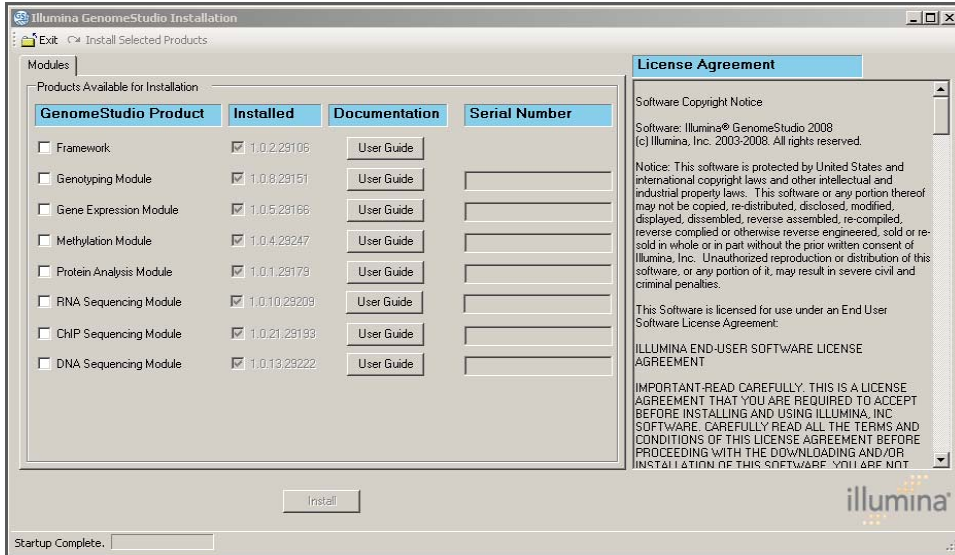 Illumina GenomeStudio Installation
Exit Install Selected Products
Modules
Products Available for Installation
GenomeStudio Product Installed Documentation Serial Number
Framework 1.0.2.29106 User Guide
Genotyping Module 1.0.8.29151 User Guide
Gene Expression Module 1.0.5.29166 User Guide
Methylation Module 1.0.4.29247 User Guide
Protein Analysis Module 1.0.1.29179 User Guide
RNA Sequencing Module 1.0.10.29209 User Guide
ChIP Sequencing Module 1.0.21.29193 User Guide
DNA Sequencing Module 1.0.13.29222 User Guide
License Agreement
Software Copyright Notice
Software: Illumina® GenomeStudio 2008
(c) Illumina, Inc. 2003-2008. All rights reserved.
Notice: This software is protected by United States and
international copyright laws and other intellectual and
industrial property laws. This software or any portion thereof
may not be copied, re-distributed, disclosed, modified,
displayed, dissembled, reverse assembled, re-compiled,
reverse complied or otherwise reverse engineered, sold or re-
sold in whole or in part without the prior written consent of
Illumina, Inc. Unauthorized reproduction or distribution of this
software, or any portion of it, may result in severe civil and
criminal penalties.
This Software is licensed for use under an End User
Software License Agreement:
ILLUMINA END-USER SOFTWARE LICENSE
AGREEMENT
IMPORTANT-READ CAREFULLY. THIS IS A LICENSE
AGREEMENT THAT YOU ARE REQUIRED TO ACCEPT
BEFORE INSTALLING AND USING ILLUMINA, INC
SOFTWARE. CAREFULLY READ ALL THE TERMS AND
CONDITIONS OF THIS LICENSE AGREEMENT BEFORE
PROCEEDING WITH THE DOWNLOADING AND/OR
INSTALLATION OF THIS SOFTWARE. YOU ARE NOT
Install
illumina
Startup Complete.